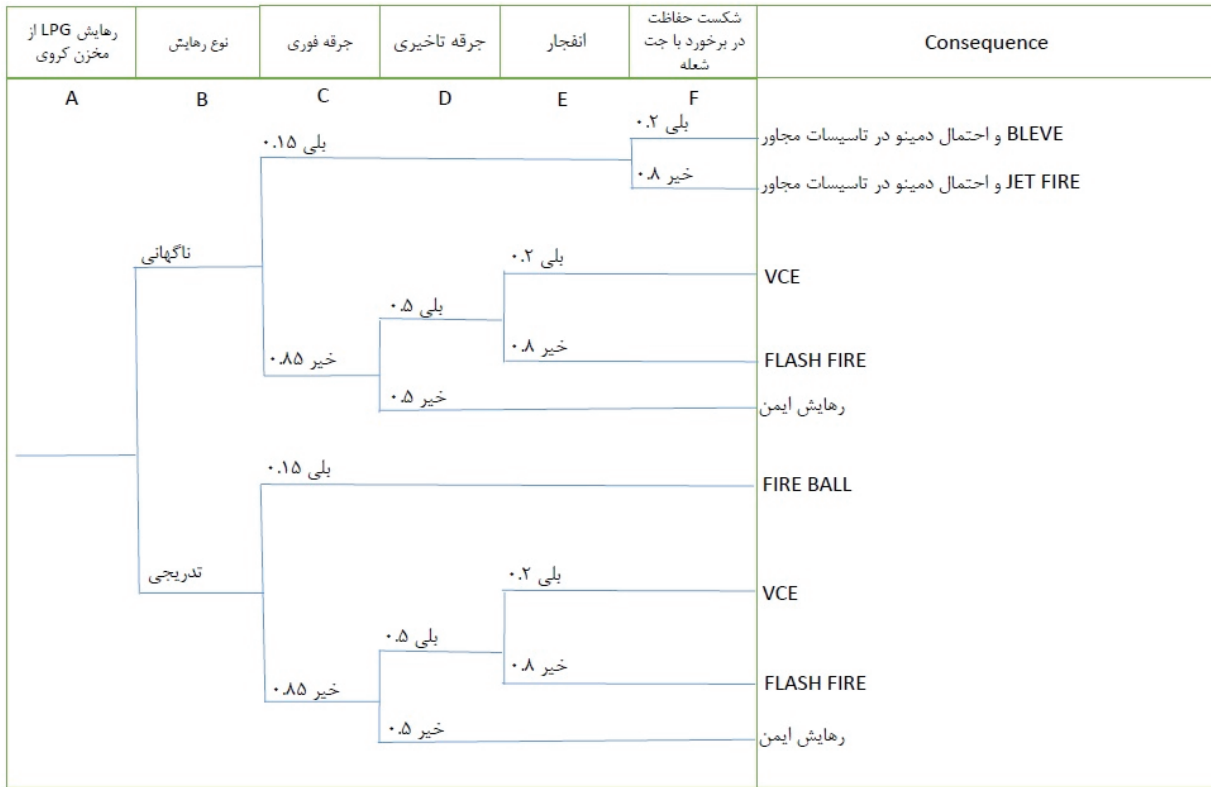 رهایش LPG از
مخزن کروی
نوع رهایش
جرقه فوری
جرقه تاخیری
انفجار
شکست حفاظت
در برخورد با جت
شعله
Consequence
A
B
C
D
E
F
بلی ۰.۲
BLEVE و احتمال دمینو در تاسیسات مجاور
بلی ۰.۱۵
خیر ۰.۸
JET FIRE و احتمال دمینو در تاسیسات مجاور
ناگهانی
بلی ۰.۲
VCE
بلی ۰.۵
خیر ۰.۸
FLASH FIRE
خیر ۰.۸۵
خیر ۰.۵
رهایش ایمن
بلی ۰.۱۵
FIRE BALL
تدریجی
بلی ۰.۲
VCE
بلی ۰.۵
خیر ۰.۸
FLASH FIRE
خیر ۰.۸۵
خیر ۰.۵
رهایش ایمن